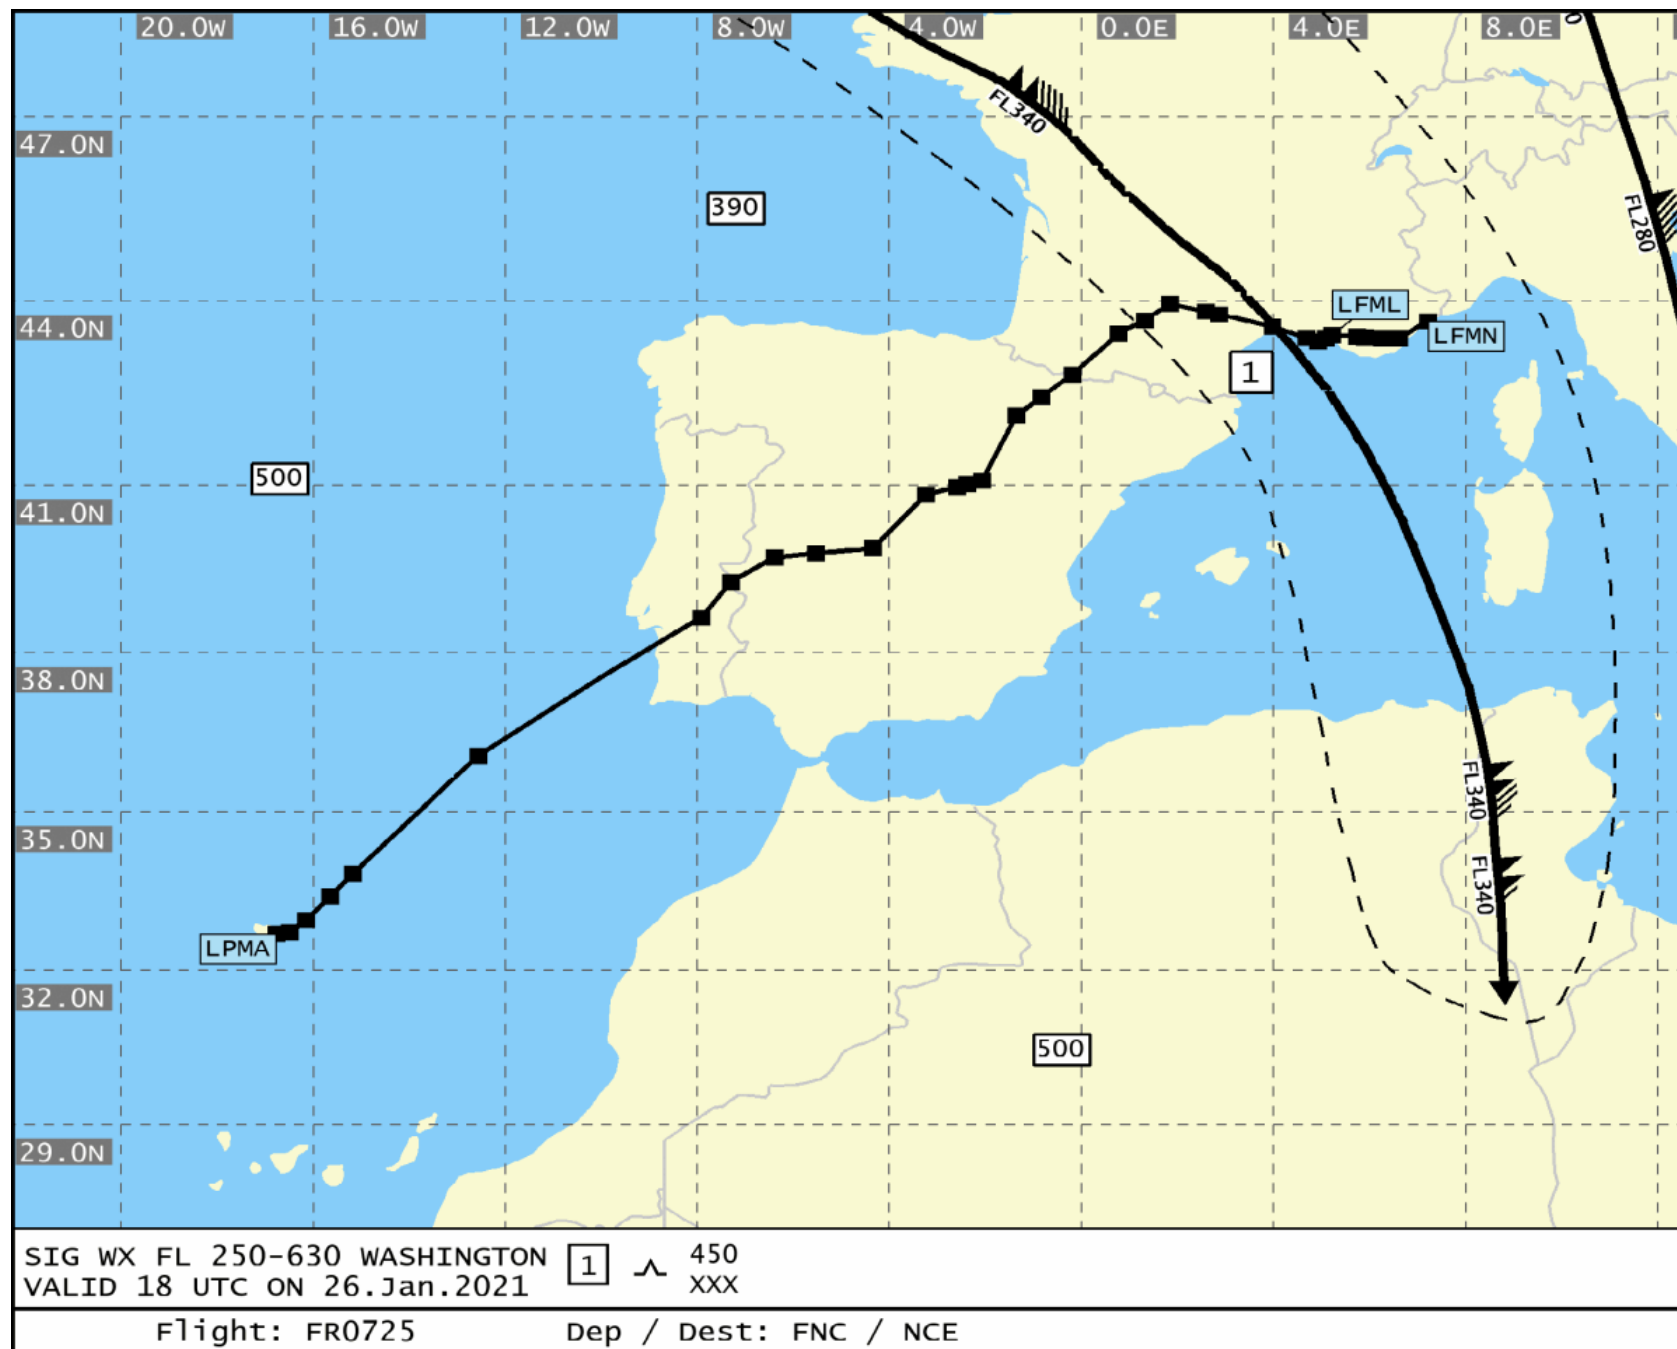 20.0W 16.0W 12.0W 8.0W 4.0W 0.0E 4.0E 8.0E
0
FL340
47.0N
390
FL280
LFML
44.0N
LFMN
1
500
41.0N
38.0N
FL340
35.0N
FL340
LPMA
32.0N
500
29.0N
SIG WX FL 250-630 WASHINGTON 1 450
VALID 18 UTC ON 26.Jan.2021 XXX
Flight: FR0725 Dep / Dest: FNC / NCE